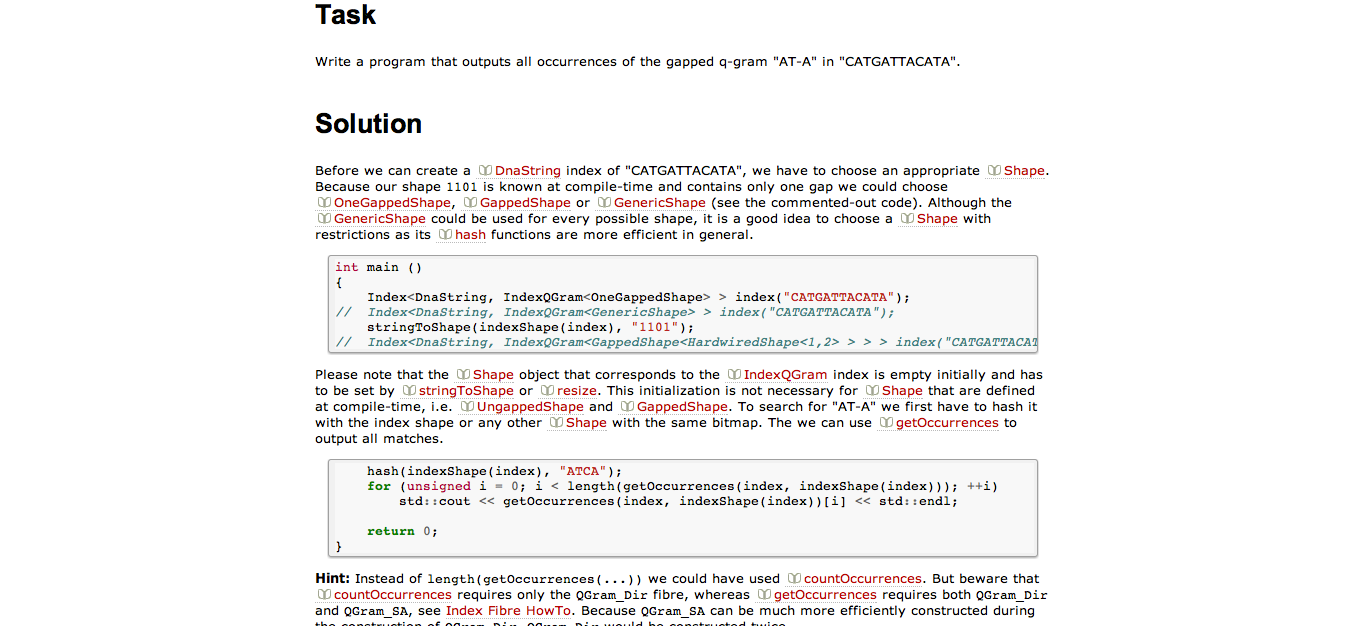 Task
Write a program that outputs all occurrences of the gapped q-gram "AT-A" in "CATGATTACATA".
Solution
Before we can create a DnaString index of "CATGATTACATA", we have to choose an appropriate Shape.
Because our shape 1101 is known at compile-time and contains only one gap we could choose
OneGappedShape, GappedShape or GenericShape (see the commented-out code). Although the
GenericShape could be used for every possible shape, it is a good idea to choose a Shape with
restrictions as its hash functions are more efficient in general.
int main ()
{
    Index<DnaString, IndexQGram<OneGappedShape> > index("CATGATTACATA");
//  Index<DnaString, IndexQGram<GenericShape> > index("CATGATTACATA");
    stringToShape(indexShape(index), "1101");
//  Index<DnaString, IndexQGram<GappedShape<HardwiredShape<1,2> > > > index("CATGATTACAT
Please note that the Shape object that corresponds to the IndexQGram index is empty initially and has
to be set by stringToShape or resize. This initialization is not necessary for Shape that are defined
at compile-time, i.e. UngappedShape and GappedShape. To search for "AT-A" we first have to hash it
with the index shape or any other Shape with the same bitmap. The we can use getOccurrences to
output all matches.
    hash(indexShape(index), "ATCA");
    for (unsigned i = 0; i < length(getOccurrences(index, indexShape(index))); ++i)
        std::cout << getOccurrences(index, indexShape(index))[i] << std::endl;
    return 0;
}
Hint: Instead of length(getOccurrences(...)) we could have used countOccurrences. But beware that
countOccurrences requires only the QGram_Dir fibre, whereas getOccurrences requires both QGram_Dir
and QGram_SA, see Index Fibre HowTo. Because QGram_SA can be much more efficiently constructed during
the construction of QGram_Dir, QGram_Dir would be constructed twice.